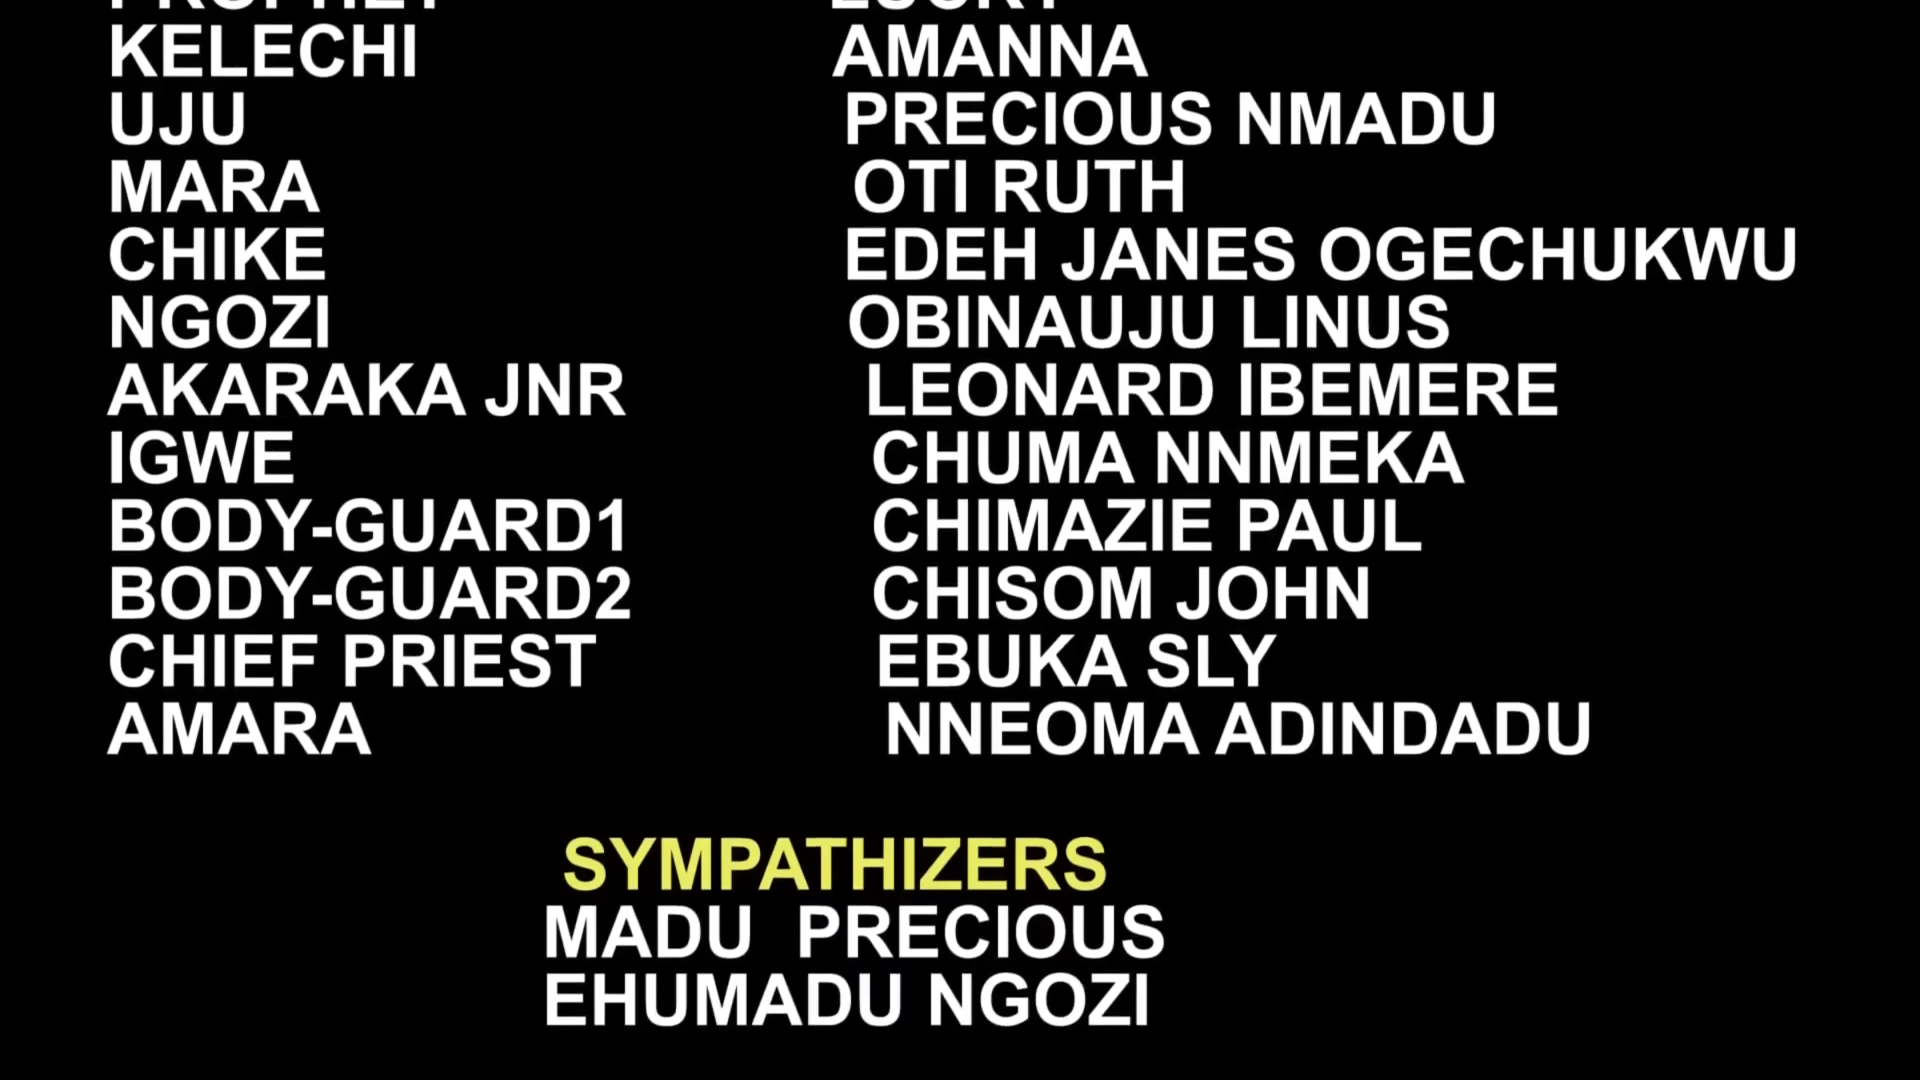 PROPHET LUCKY
KELECHI AMANNA
UJU PRECIOUS NMADU
MARA OTI RUTH
CHIKE EDEH JANES OGECHUKWU
NGOZI OBINAUJU LINUS
AKARAKA JNR LEONARD IBEMERE
IGWE CHUMA NNMEKA
BODY-GUARD1 CHIMAZIE PAUL
BODY-GUARD2 CHISOM JOHN
CHIEF PRIEST EBUKA SLY
AMARA NNEOMA ADINDADU
SYMPATHIZERS
MADU PRECIOUS
EHUMADU NGOZI